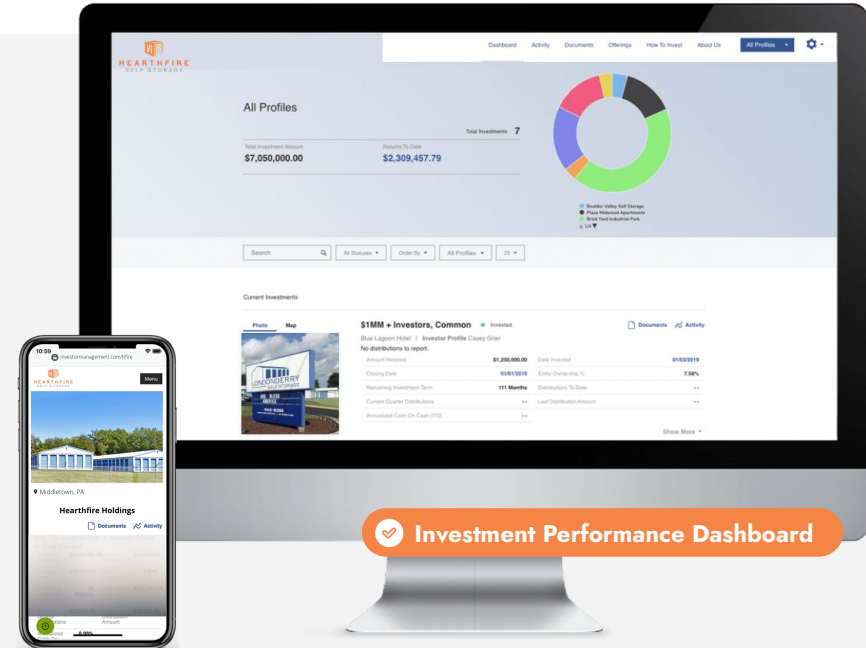 HEARTHFIRE
SELF STORAGE
Dashboard Activity Documents Offerings How To Invest About Us All Profiles
All Profiles
Total Investments 7
Total Investment Amount Returns To Date
$7,050,000.00 $2,309,457.79
Boulder Valley Self Storage
Plaza Midwood Apartments
Brick Yard Industrial Park
1/4
Search All Statuses Order By All Profiles 25
Current Investments
Photo Map
$1MM + Investors, Common Invested Documents Activity
Blue Lagoon Hotel | Investor Profile Casey Grier
No distributions to report.
Amount Invested $1,250,000.00 Date Invested 01/03/2019
Closing Date 01/01/2019 Entity Ownership % 7.58%
Remaining Investment Term 111 Months Distributions To Date --
Current Quarter Distributions -- Last Distribution Amount --
Annualized Cash On Cash (ITD) --
Show More
LONDONDERRY
SELF STORAGE
10:59
investormanagement.com/hfire
HEARTHFIRE
SELF STORAGE
Menu
Middletown, PA
Hearthfire Holdings
Documents Activity
Amount
Investment Performance Dashboard